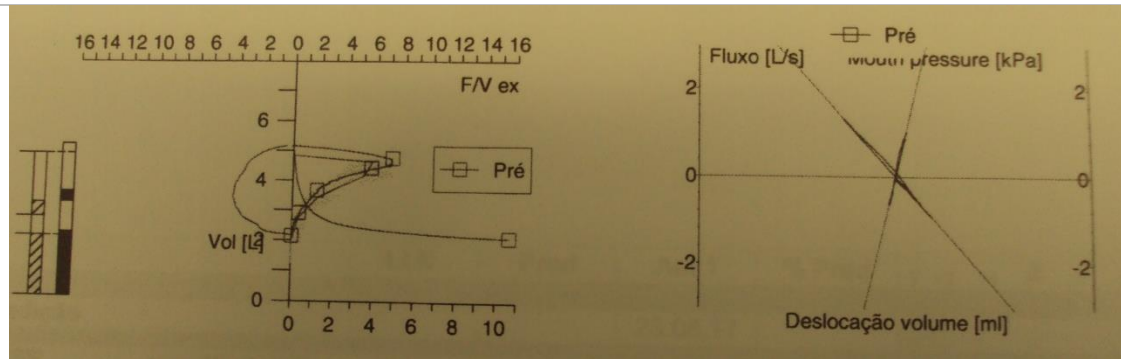 16 14 12 10 8 6 4 2 0 2 4 6 8 10 12 14 16
F/V ex
6
4
2
0
Vol [L]
Pré
0 2 4 6 8 10
Pré
Fluxo [L/s]
Mouth pressure [kPa]
2
0
-2
2
0
-2
Deslocação volume [ml]